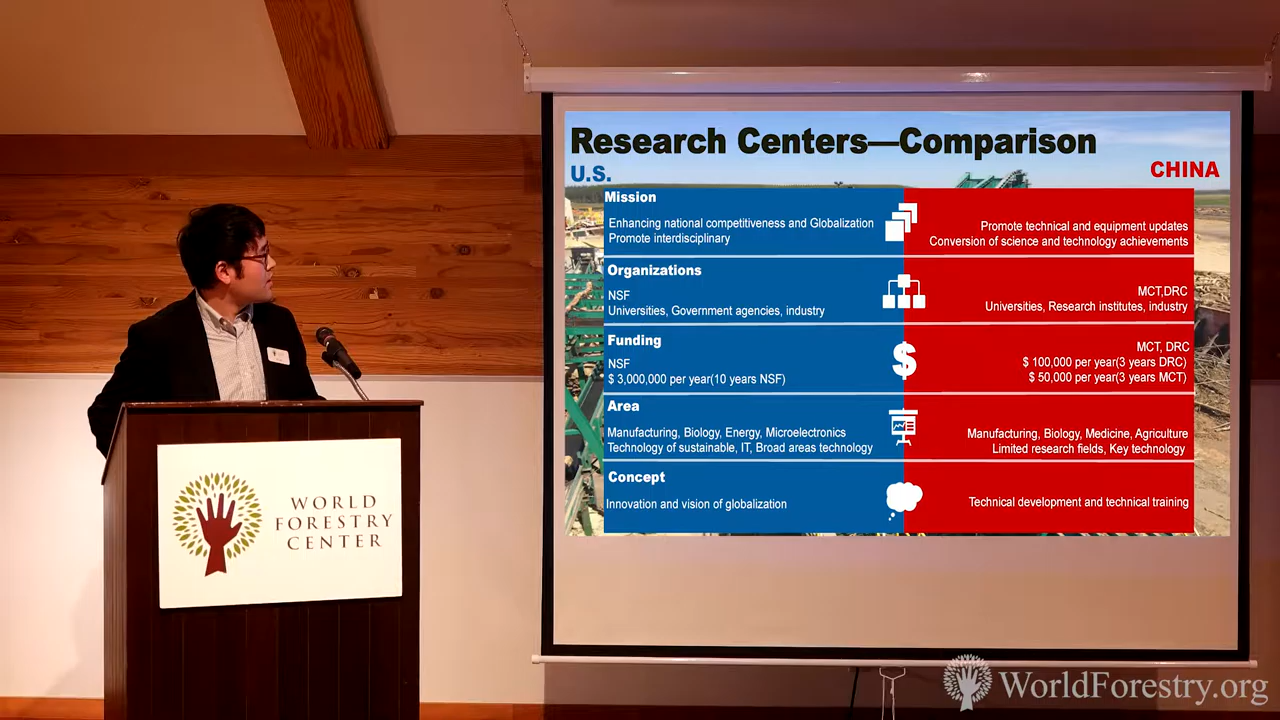 Research Centers—Comparison
U.S.
CHINA
Mission
Enhancing national competitiveness and Globalization
Promote interdisciplinary
Promote technical and equipment updates
Conversion of science and technology achievements
Organizations
NSF
Universities, Government agencies, industry
MCT,DRC
Universities, Research institutes, industry
Funding
NSF
$ 3,000,000 per year(10 years NSF)
MCT, DRC
$ 100,000 per year(3 years DRC)
$ 50,000 per year(3 years MCT)
Area
Manufacturing, Biology, Energy, Microelectronics
Technology of sustainable, IT, Broad areas technology
Manufacturing, Biology, Medicine, Agriculture
Limited research fields, Key technology
Concept
Innovation and vision of globalization
Technical development and technical training
WORLD
FORESTRY
CENTER
WorldForestry.org